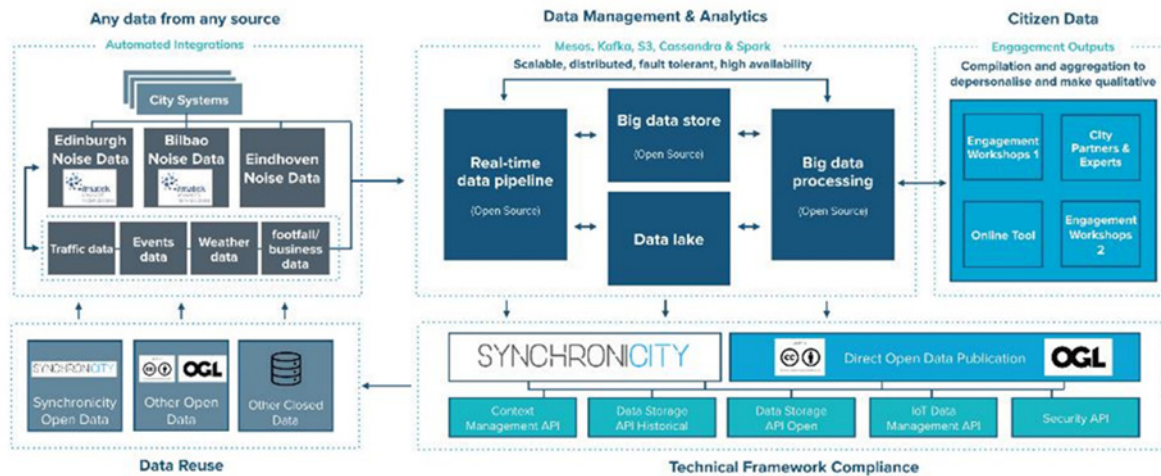 Any data from any source
Automated Integrations
City Systems
Edinburgh
Noise Data
Bilbao
Noise Data
Eindhoven
Noise Data
Traffic data
Events
data
Weather
data
footfall/
business
data
Data Management & Analytics
Mesos, Kafka, S3, Cassandra & Spark
Scalable, distributed, fault tolerant, high availability
Real-time
data pipeline
(Open Source)
Big data store
(Open Source)
Data lake
Big data
processing
(Open Source)
Citizen Data
Engagement Outputs
Compilation and aggregation to
depersonalise and make qualitative
Engagement
Workshops 1
City
Partners &
Experts
Online Tool
Engagement
Workshops
2
SYNCHRONICITY
Synchronicity
Open Data
cc
OGL
Other Open
Data
Other Closed
Data
Data Reuse
SYNCHRONICITY
cc
Direct Open Data Publication
OGL
Context
Management API
Data Storage
API Historical
Data Storage
API Open
IoT Data
Management API
Security API
Technical Framework Compliance